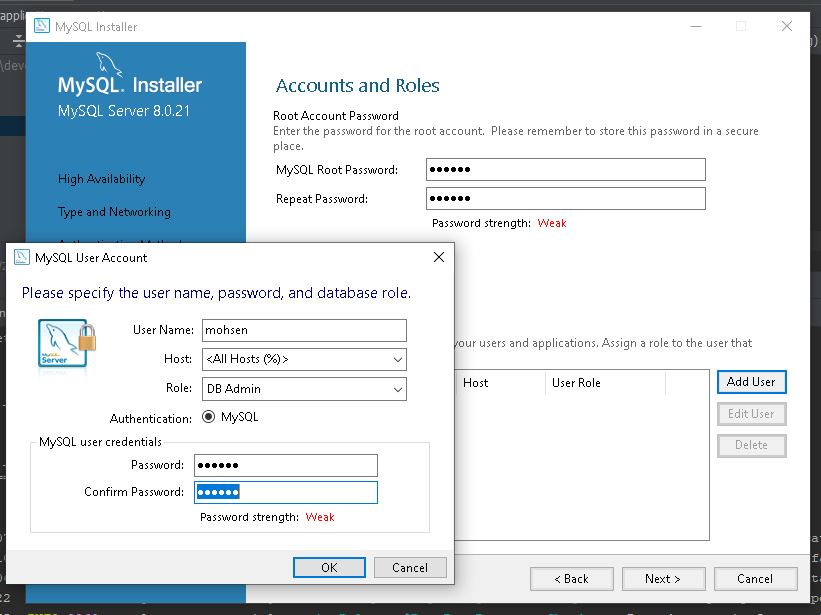 MySQL Installer
MySQL. Installer
MySQL Server 8.0.21
High Availability
Type and Networking
Accounts and Roles
Root Account Password
Enter the password for the root account. Please remember to store this password in a secure
place.
MySQL Root Password: ●●●●●●
Repeat Password: ●●●●●●
Password strength: Weak
your users and applications. Assign a role to the user that
Host User Role
Add User
Edit User
Delete
< Back
Next >
Cancel
MySQL User Account
Please specify the user name, password, and database role.
MySQL
Server
User Name: mohsen
Host: <All Hosts (%)>
Role: DB Admin
Authentication: MySQL
MySQL user credentials
Password: ●●●●●●
Confirm Password: ●●●●●●
Password strength: Weak
OK
Cancel